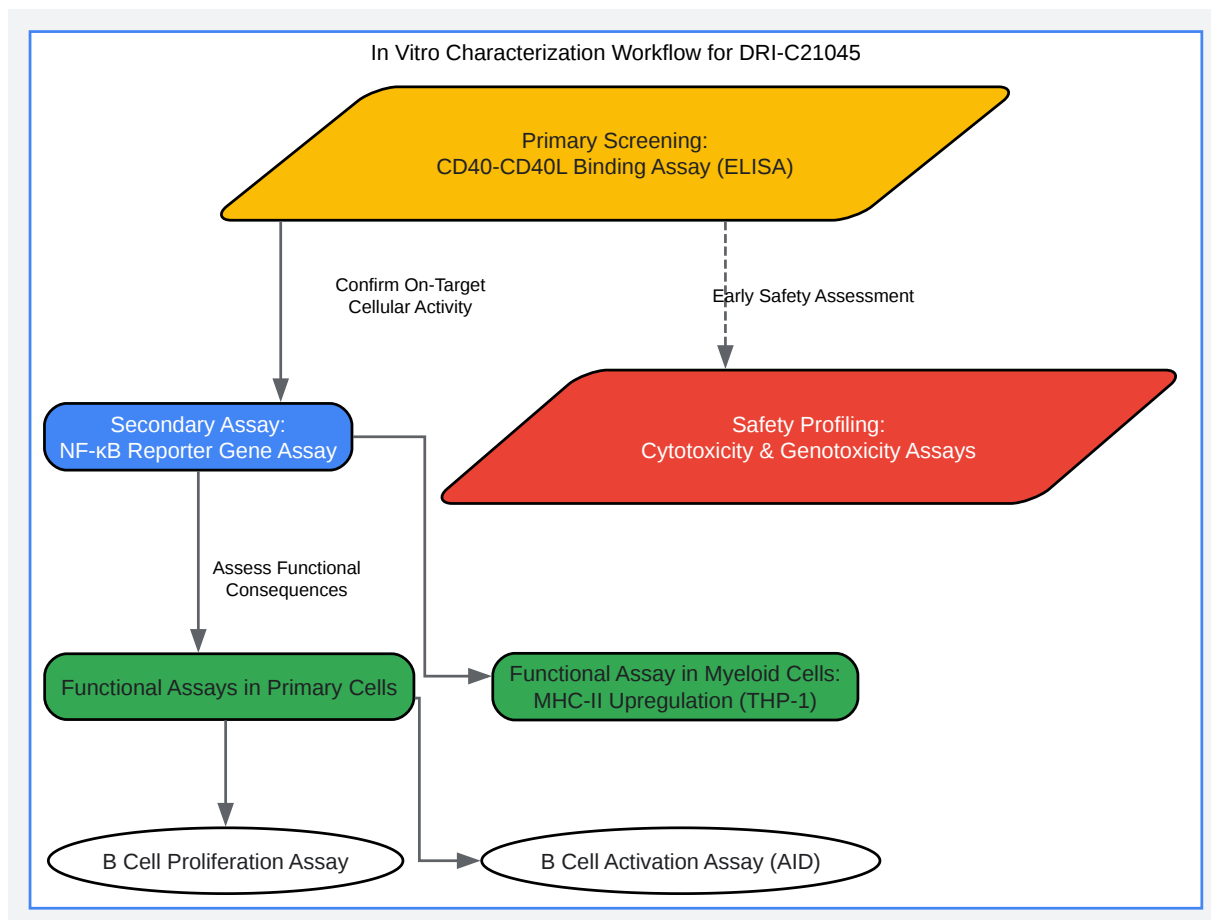 In Vitro Characterization Workflow for DRI-C21045
Primary Screening:
CD40-CD40L Binding Assay (ELISA)
Confirm On-Target
Cellular Activity
Early Safety Assessment
Secondary Assay:
NF-κB Reporter Gene Assay
Safety Profiling:
Cytotoxicity & Genotoxicity Assays
Assess Functional
Consequences
Functional Assays in Primary Cells
Functional Assay in Myeloid Cells:
MHC-II Upregulation (THP-1)
B Cell Proliferation Assay
B Cell Activation Assay (AID)